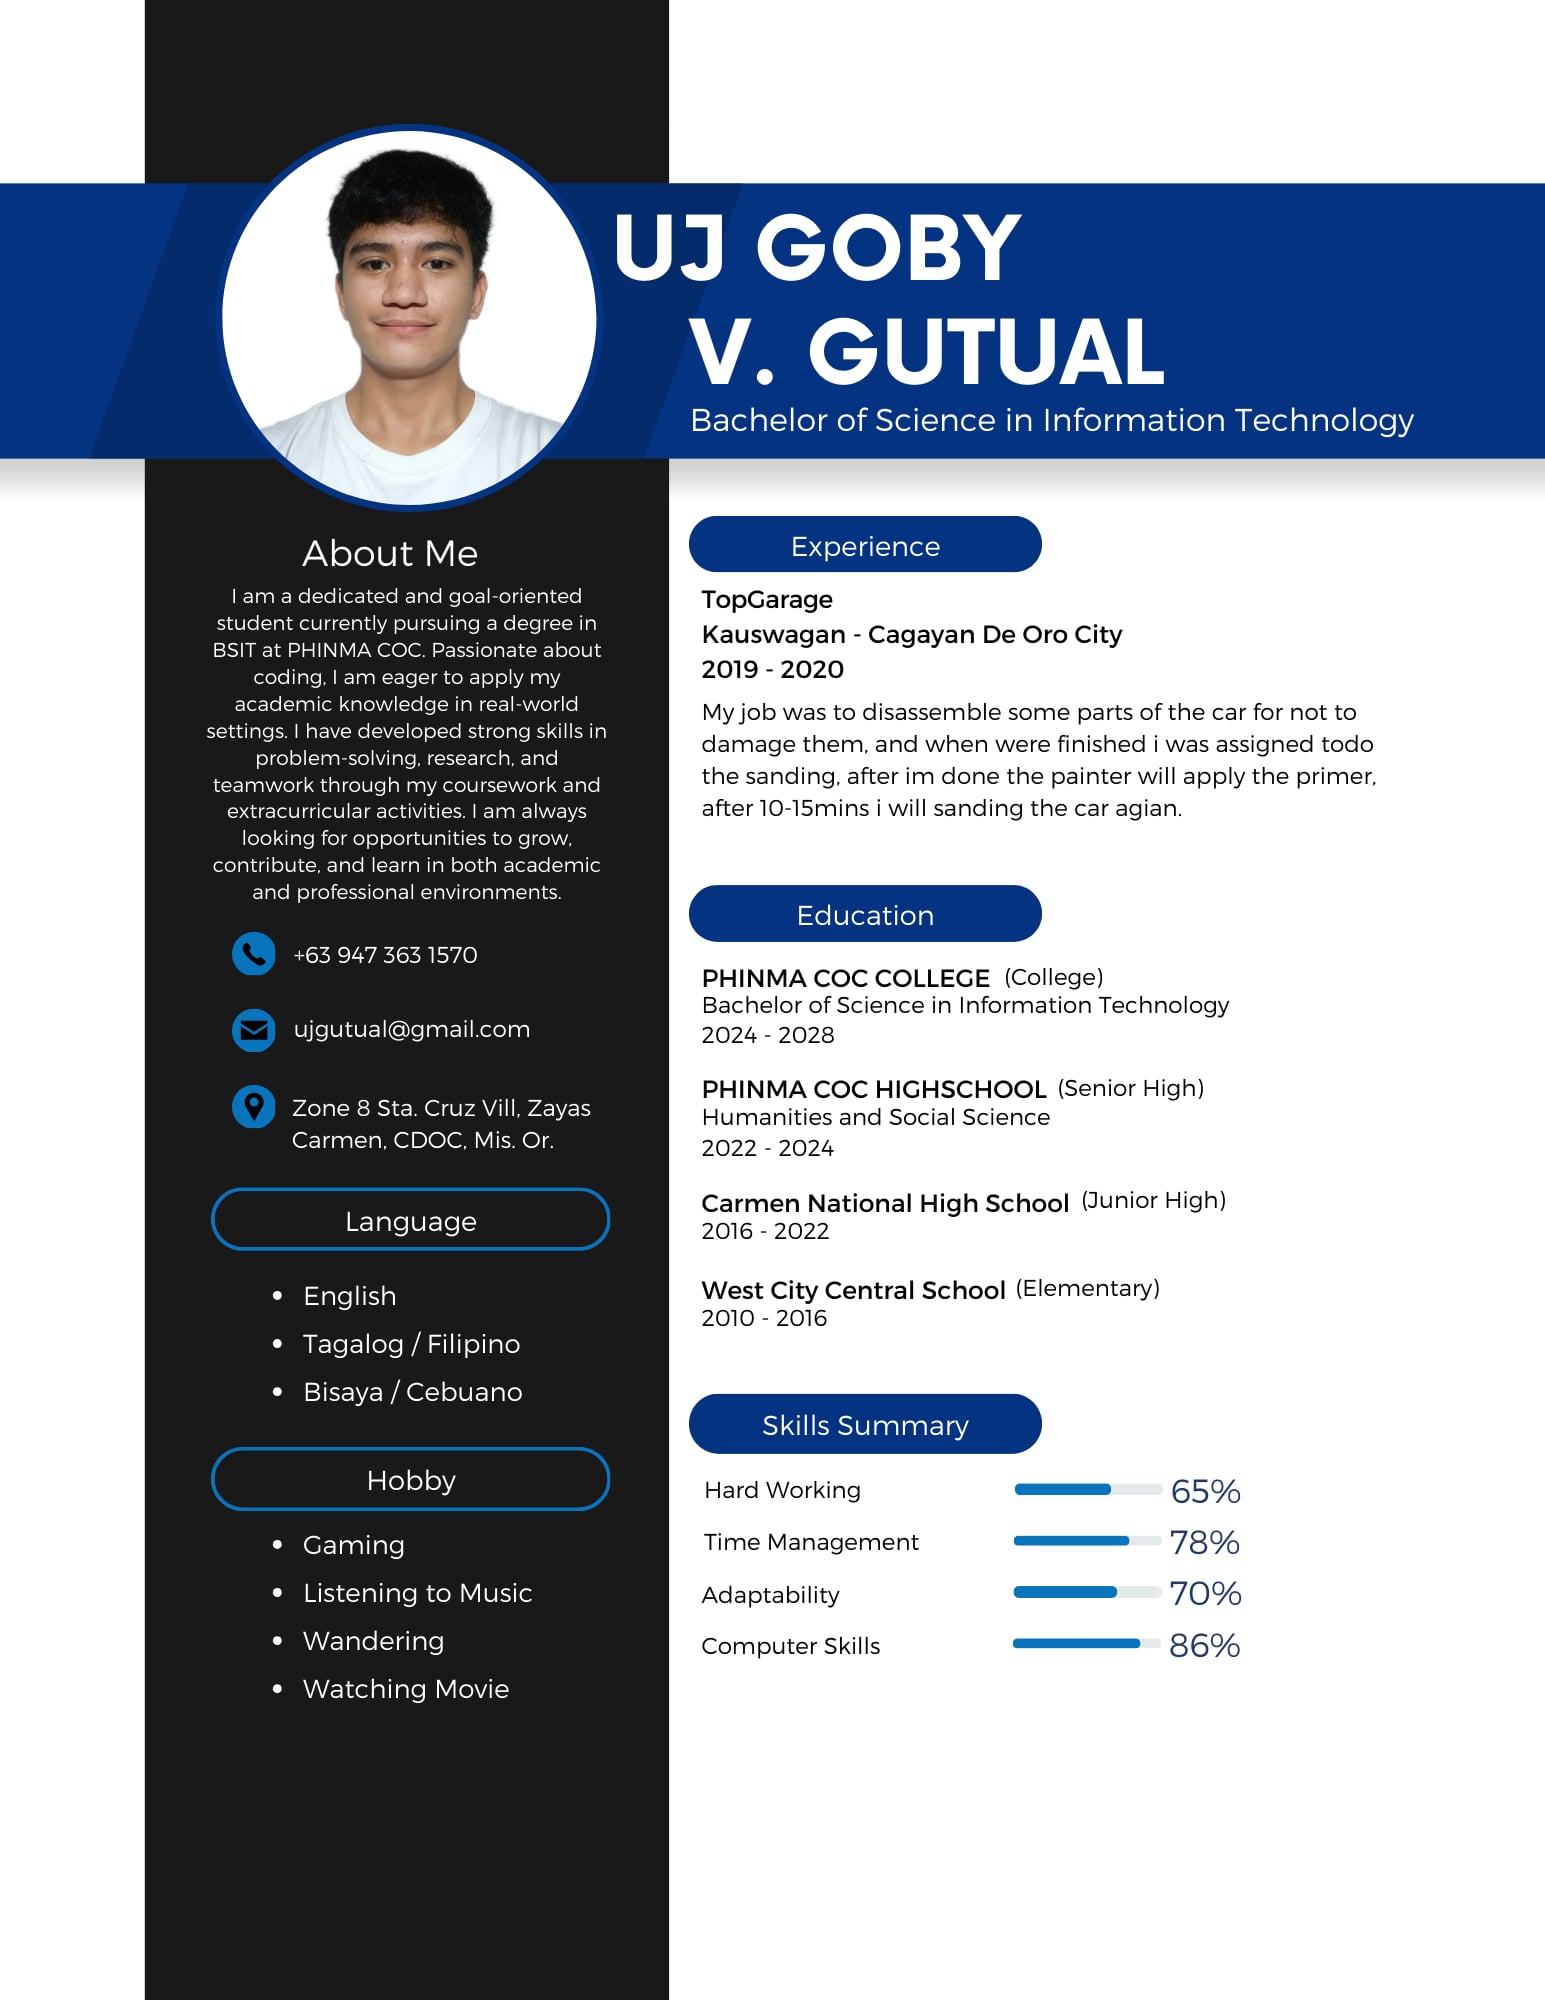 UJ GOBY
V. GUTUAL
Bachelor of Science in Information Technology
About Me
I am a dedicated and goal-oriented
student currently pursuing a degree in
BSIT at PHINMA COC. Passionate about
coding, I am eager to apply my
academic knowledge in real-world
settings. I have developed strong skills in
problem-solving, research, and
teamwork through my coursework and
extracurricular activities. I am always
looking for opportunities to grow,
contribute, and learn in both academic
and professional environments.
+63 947 363 1570
ujgutual@gmail.com
Zone 8 Sta. Cruz Vill, Zayas
Carmen, CDOC, Mis. Or.
Language
• English
• Tagalog / Filipino
• Bisaya / Cebuano
Hobby
• Gaming
• Listening to Music
• Wandering
• Watching Movie
Experience
TopGarage
Kauswagan - Cagayan De Oro City
2019 - 2020
My job was to disassemble some parts of the car for not to
damage them, and when were finished i was assigned todo
the sanding, after im done the painter will apply the primer,
after 10-15mins i will sanding the car agian.
Education
PHINMA COC COLLEGE (College)
Bachelor of Science in Information Technology
2024 - 2028
PHINMA COC HIGHSCHOOL (Senior High)
Humanities and Social Science
2022 - 2024
Carmen National High School (Junior High)
2016 - 2022
West City Central School (Elementary)
2010 - 2016
Skills Summary
Hard Working 65%
Time Management 78%
Adaptability 70%
Computer Skills 86%